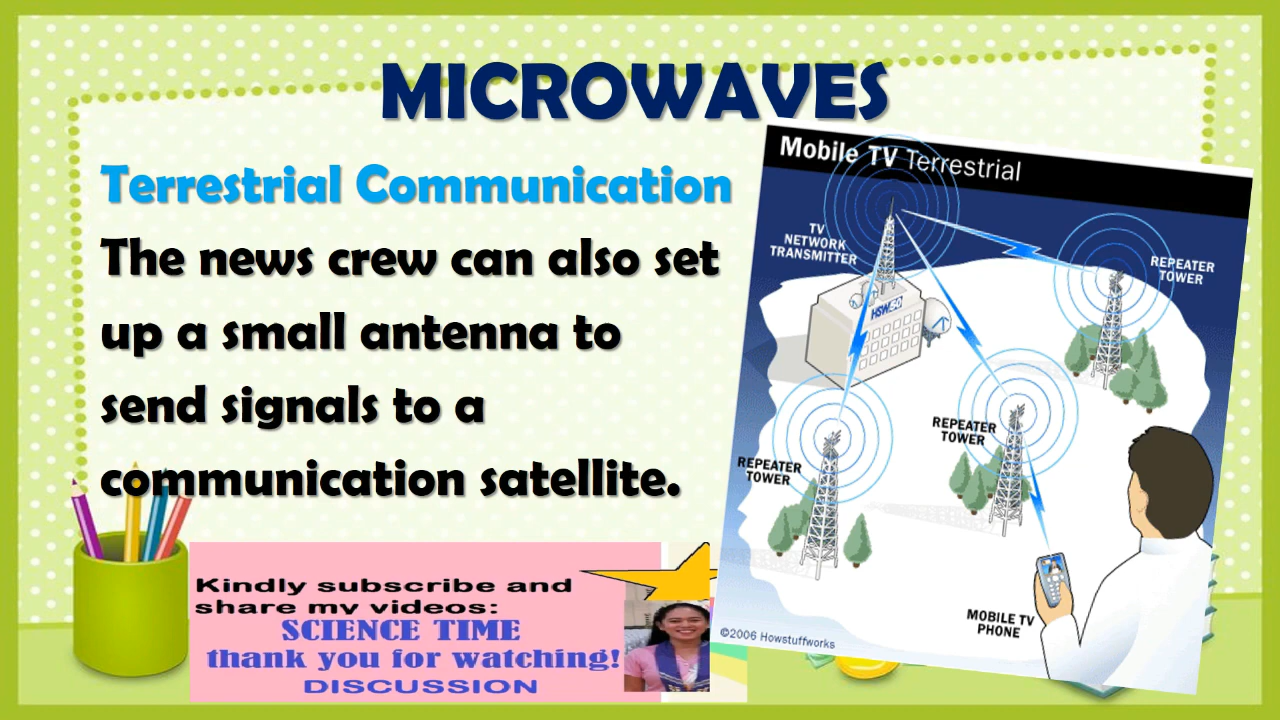 MICROWAVES
Terrestrial Communication
The news crew can also set
up a small antenna to
send signals to a
communication satellite.
Mobile TV Terrestrial
TV
NETWORK
TRANSMITTER
HSW50
REPEATER
TOWER
REPEATER
TOWER
REPEATER
TOWER
MOBILE TV
PHONE
©2006 Howstuffworks
Kindly subscribe and
share my videos:
SCIENCE TIME
thank you for watching!
DISCUSSION